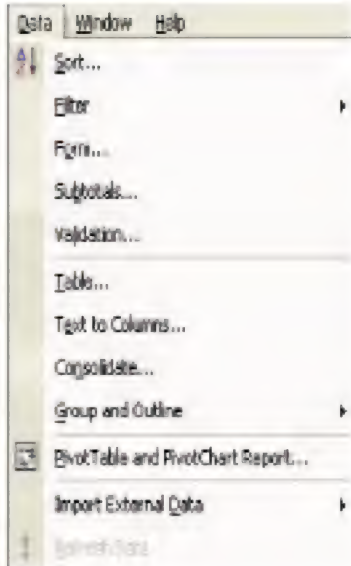 Data Window Help
Sort...
Filter
Form...
Subtotals...
Validation...
Table...
Text to Columns...
Consolidate...
Group and Outline
PivotTable and PivotChart Report...
Import External Data
Refresh Data